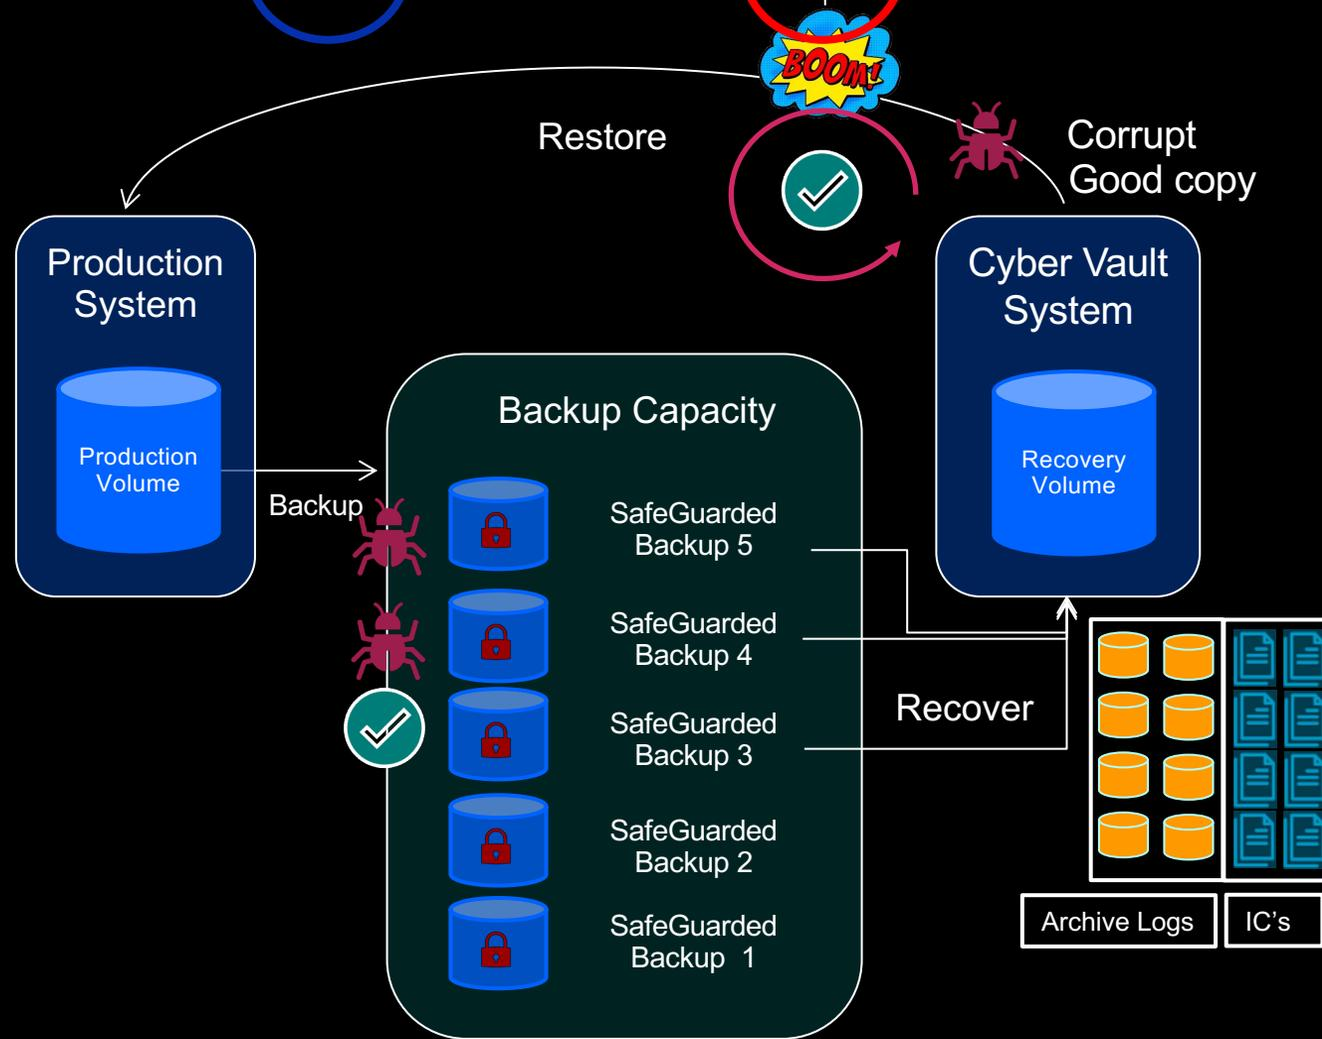 BOOM!
Restore
Corrupt
Good copy
Production
System
Cyber Vault
System
Production
Volume
Backup
Backup Capacity
SafeGuarded
Backup 5
SafeGuarded
Backup 4
SafeGuarded
Backup 3
SafeGuarded
Backup 2
SafeGuarded
Backup 1
Recovery
Volume
Recover
Archive Logs
IC's